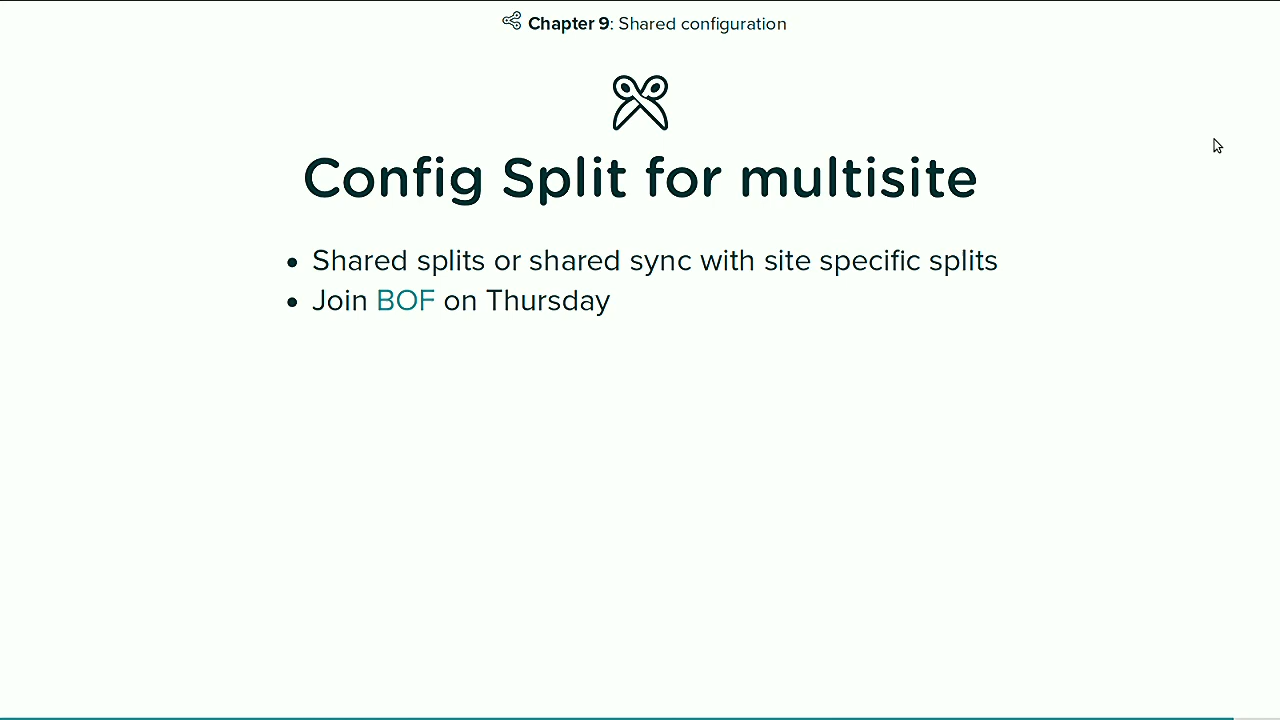 Chapter 9: Shared configuration
Config Split for multisite
Shared splits or shared sync with site specific splits
Join BOF on Thursday